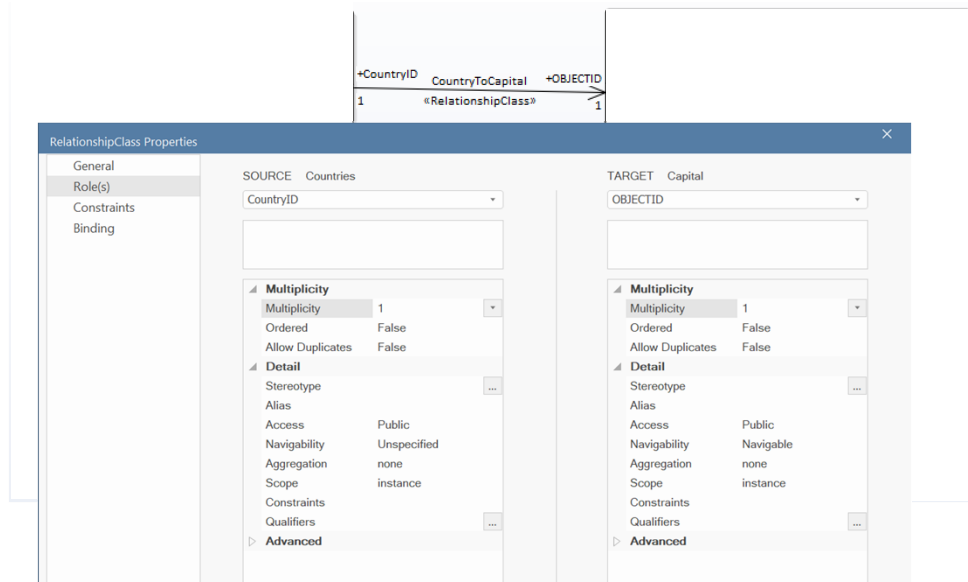 +CountryID CountryToCapital +OBJECTID
1 «RelationshipClass» 1
RelationshipClass Properties
General
Role(s)
Constraints
Binding
SOURCE Countries
CountryID
Multiplicity
Multiplicity 1
Ordered False
Allow Duplicates False
Detail
Stereotype ...
Alias
Access Public
Navigability Unspecified
Aggregation none
Scope instance
Constraints
Qualifiers ...
Advanced
TARGET Capital
OBJECTID
Multiplicity
Multiplicity 1
Ordered False
Allow Duplicates False
Detail
Stereotype ...
Alias
Access Public
Navigability Navigable
Aggregation none
Scope instance
Constraints
Qualifiers ...
Advanced